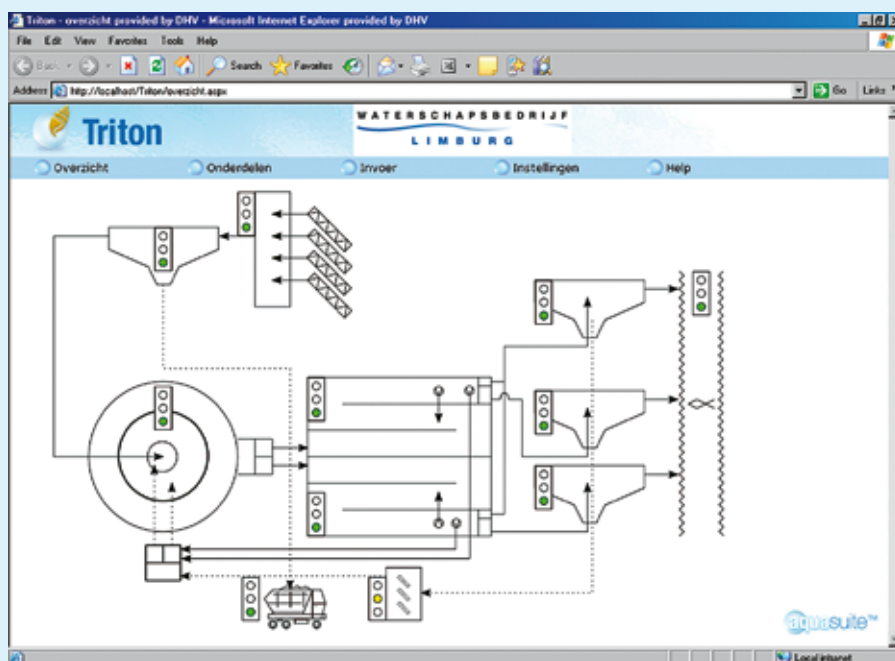 Triton - overzicht provided by DHV - Microsoft Internet Explorer provided by DHV
File Edit View Favorites Tools Help
Back Search Favorites
Address http://localhost/Triton/overzicht.aspx Go Links
Triton
WATERSCHAPSBEDRIJF
LIMBURG
Overzicht Onderdelen Invoer Instellingen Help
aquasuite™
Local intranet